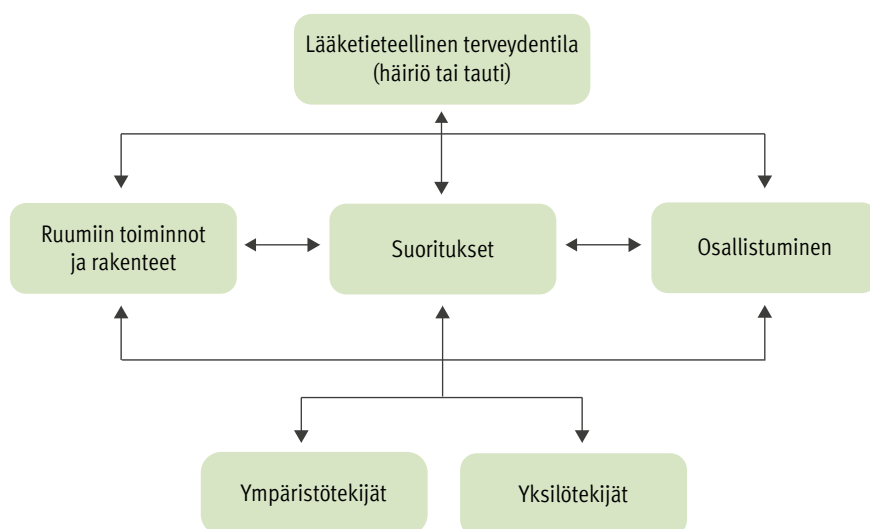 Lääketieteellinen terveydentila
(häiriö tai tauti)
Ruumiin toiminnot
ja rakenteet
Suoritukset
Osallistuminen
Ympäristötekijät
Yksilötekijät